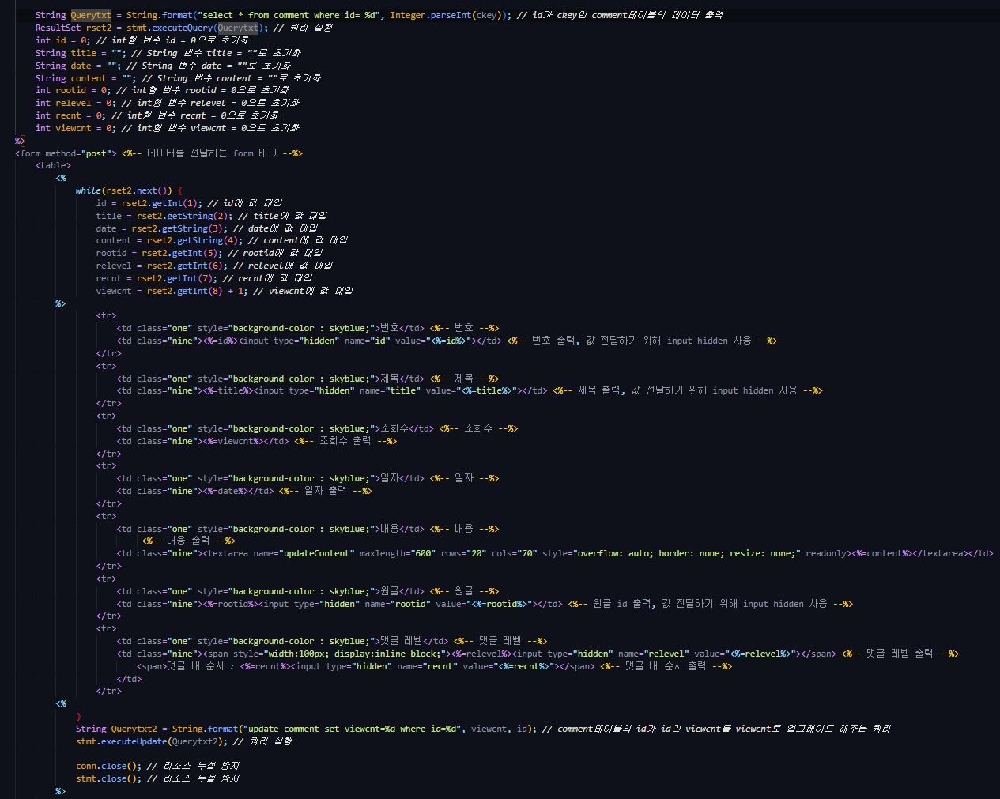 String Querytxt = String.format("select * from comment where id= %d", Integer.parseInt(ckey)); // id가 ckey인 comment테이블의 데이터 출력
ResultSet rset2 = stmt.executeQuery(Querytxt); // 쿼리 실행
int id = 0; // int형 변수 id = 0으로 초기화
String title = ""; // String 변수 title = ""로 초기화
String date = ""; // String 변수 date = ""로 초기화
String content = ""; // String 변수 content = ""로 초기화
int rootid = 0; // int형 변수 rootid = 0으로 초기화
int relevel = 0; // int형 변수 relevel = 0으로 초기화
int recnt = 0; // int형 변수 recnt = 0으로 초기화
int viewcnt = 0; // int형 변수 viewcnt = 0으로 초기화
%>
<form method="post"> <%-- 데이터를 전달하는 form 태그 --%>
<table>
<%
while(rset2.next()) {
id = rset2.getInt(1); // id에 값 대입
title = rset2.getString(2); // title에 값 대입
date = rset2.getString(3); // date에 값 대입
content = rset2.getString(4); // content에 값 대입
rootid = rset2.getInt(5); // rootid에 값 대입
relevel = rset2.getInt(6); // relevel에 값 대입
recnt = rset2.getInt(7); // recnt에 값 대입
viewcnt = rset2.getInt(8) + 1; // viewcnt에 값 대입
%>
<tr>
<td class="one" style="background-color : skyblue;">번호</td> <%-- 번호 --%>
<td class="nine"><%=id%><input type="hidden" name="id" value="<%=id%>"></td> <%-- 번호 출력, 값 전달하기 위해 input hidden 사용 --%>
</tr>
<tr>
<td class="one" style="background-color : skyblue;">제목</td> <%-- 제목 --%>
<td class="nine"><%=title%><input type="hidden" name="title" value="<%=title%>"></td> <%-- 제목 출력, 값 전달하기 위해 input hidden 사용 --%>
</tr>
<tr>
<td class="one" style="background-color : skyblue;">조회수</td> <%-- 조회수 --%>
<td class="nine"><%=viewcnt%></td> <%-- 조회수 출력 --%>
</tr>
<tr>
<td class="one" style="background-color : skyblue;">일자</td> <%-- 일자 --%>
<td class="nine"><%=date%></td> <%-- 일자 출력 --%>
</tr>
<tr>
<td class="one" style="background-color : skyblue;">내용</td> <%-- 내용 --%>
<%-- 내용 출력 --%>
<td class="nine"><textarea name="updateContent" maxlength="600" rows="20" cols="70" style="overflow: auto; border: none; resize: none;" readonly><%=content%></textarea></td>
</tr>
<tr>
<td class="one" style="background-color : skyblue;">원글</td> <%-- 원글 --%>
<td class="nine"><%=rootid%><input type="hidden" name="rootid" value="<%=rootid%>"></td> <%-- 원글 id 출력, 값 전달하기 위해 input hidden 사용 --%>
</tr>
<tr>
<td class="one" style="background-color : skyblue;">댓글 레벨</td> <%-- 댓글 레벨 --%>
<td class="nine"><span style="width:100px; display:inline-block;"><%=relevel%><input type="hidden" name="relevel" value="<%=relevel%>"></span> <%-- 댓글 레벨 출력 --%>
<span>댓글 내 순서 : <%=recnt%><input type="hidden" name="recnt" value="<%=recnt%>"></span> <%-- 댓글 내 순서 출력 --%>
</td>
</tr>
<%
}
String Querytxt2 = String.format("update comment set viewcnt=%d where id=%d", viewcnt, id); // comment테이블의 id가 id인 viewcnt를 viewcnt로 업그레이드 해주는 쿼리
stmt.executeUpdate(Querytxt2); // 쿼리 실행
conn.close(); // 리소스 누설 방지
stmt.close(); // 리소스 누설 방지
%>